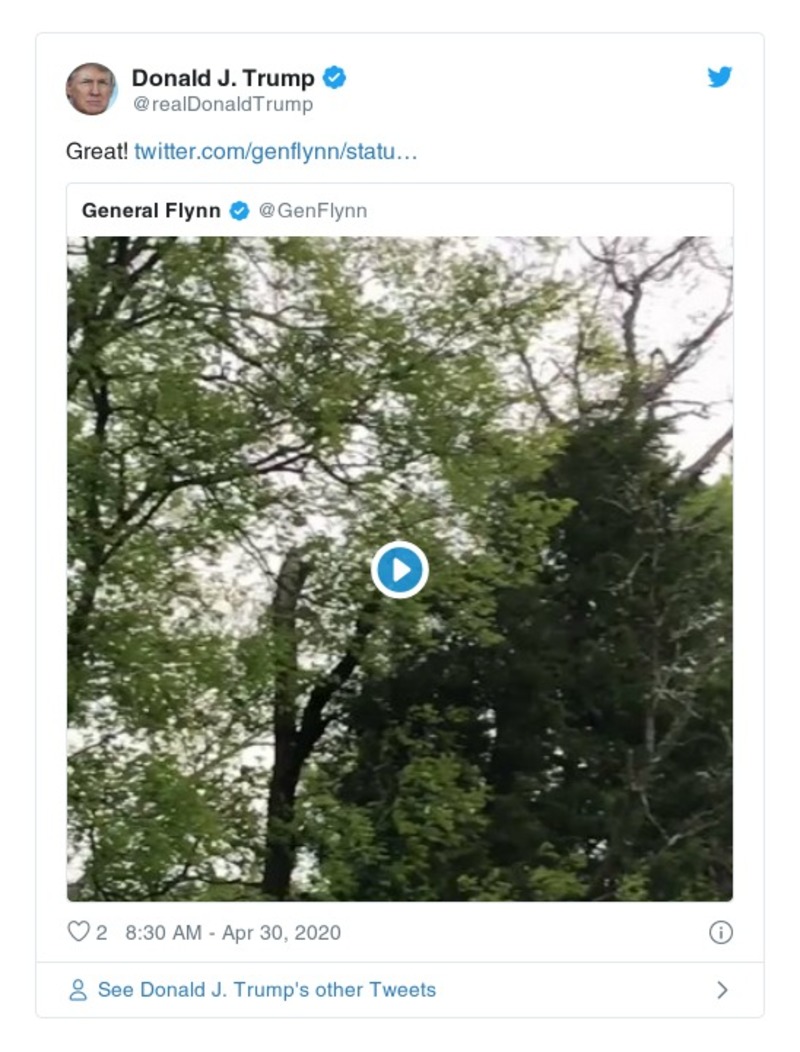 Donald J. Trump
@realDonaldTrump
Great! twitter.com/genflynn/statu…
General Flynn @GenFlynn
2 8:30 AM - Apr 30, 2020
See Donald J. Trump's other Tweets